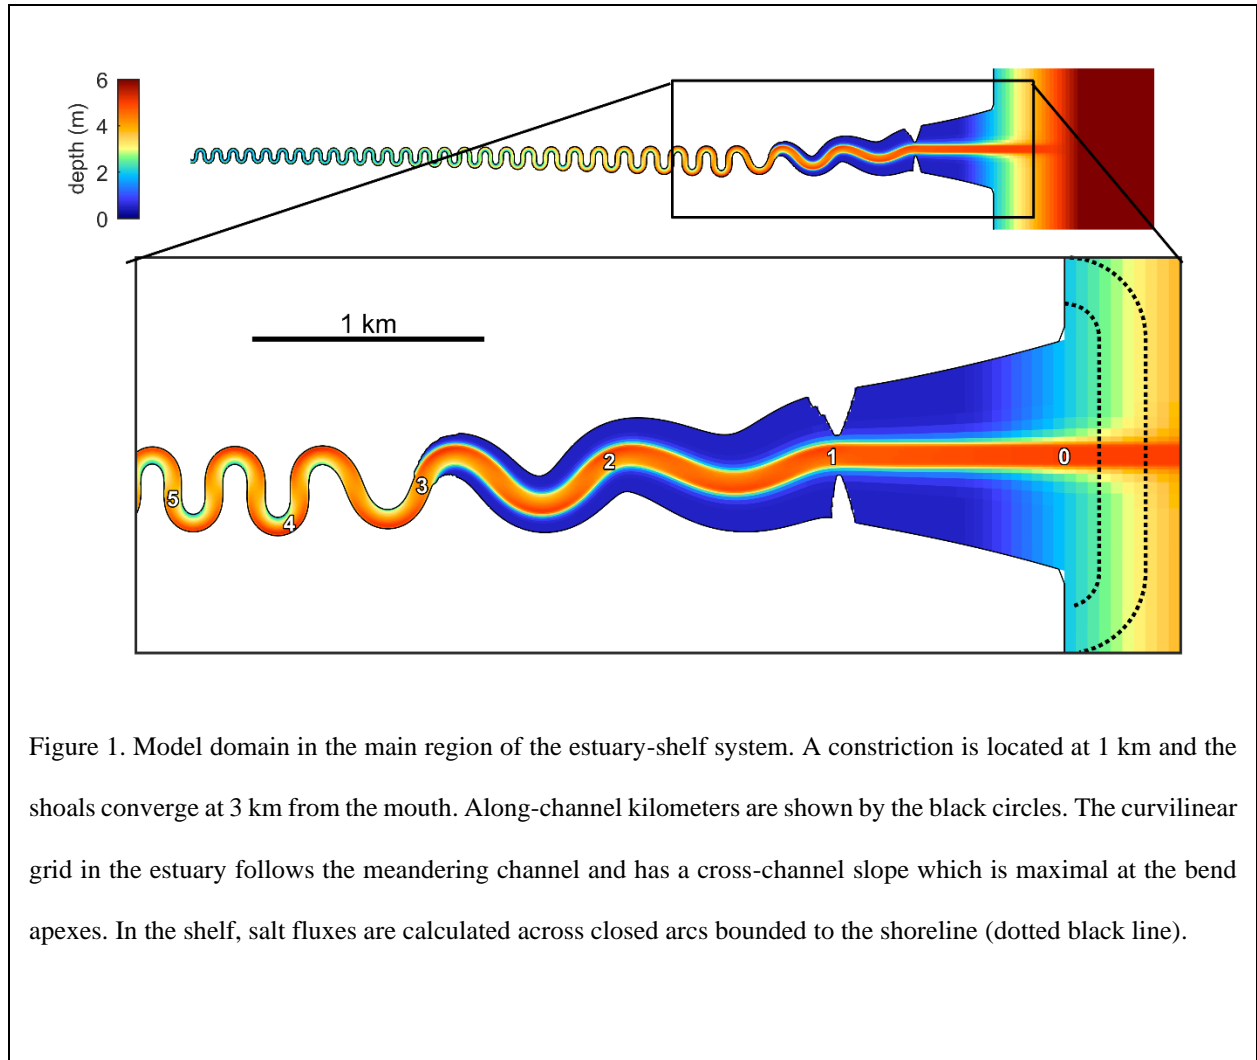 6
4
2
0
depth (m)
1 km
5
4
3
2
1
0
Figure 1. Model domain in the main region of the estuary-shelf system. A constriction is located at 1 km and the
shoals converge at 3 km from the mouth. Along-channel kilometers are shown by the black circles. The curvilinear
grid in the estuary follows the meandering channel and has a cross-channel slope which is maximal at the bend
apexes. In the shelf, salt fluxes are calculated across closed arcs bounded to the shoreline (dotted black line).